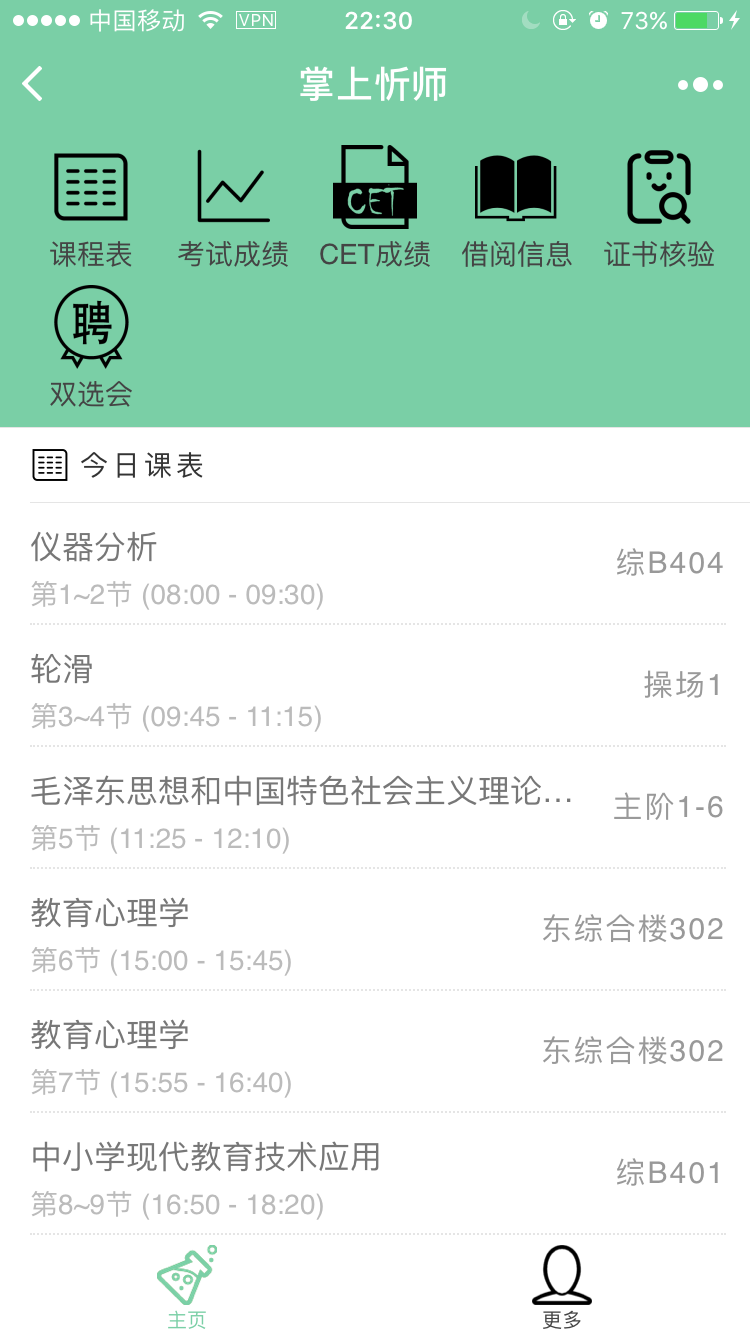 中国移动 VPN 22:30 73%
掌上忻师
课程表 考试成绩 CET成绩 借阅信息 证书核验
CET
聘
双选会
今日课表
仪器分析
综B404
第1~2节 (08:00 - 09:30)
轮滑
操场1
第3~4节 (09:45 - 11:15)
毛泽东思想和中国特色社会主义理论...
主阶1-6
第5节 (11:25 - 12:10)
教育心理学
东综合楼302
第6节 (15:00 - 15:45)
教育心理学
东综合楼302
第7节 (15:55 - 16:40)
中小学现代教育技术应用
综B401
第8~9节 (16:50 - 18:20)
主页 更多